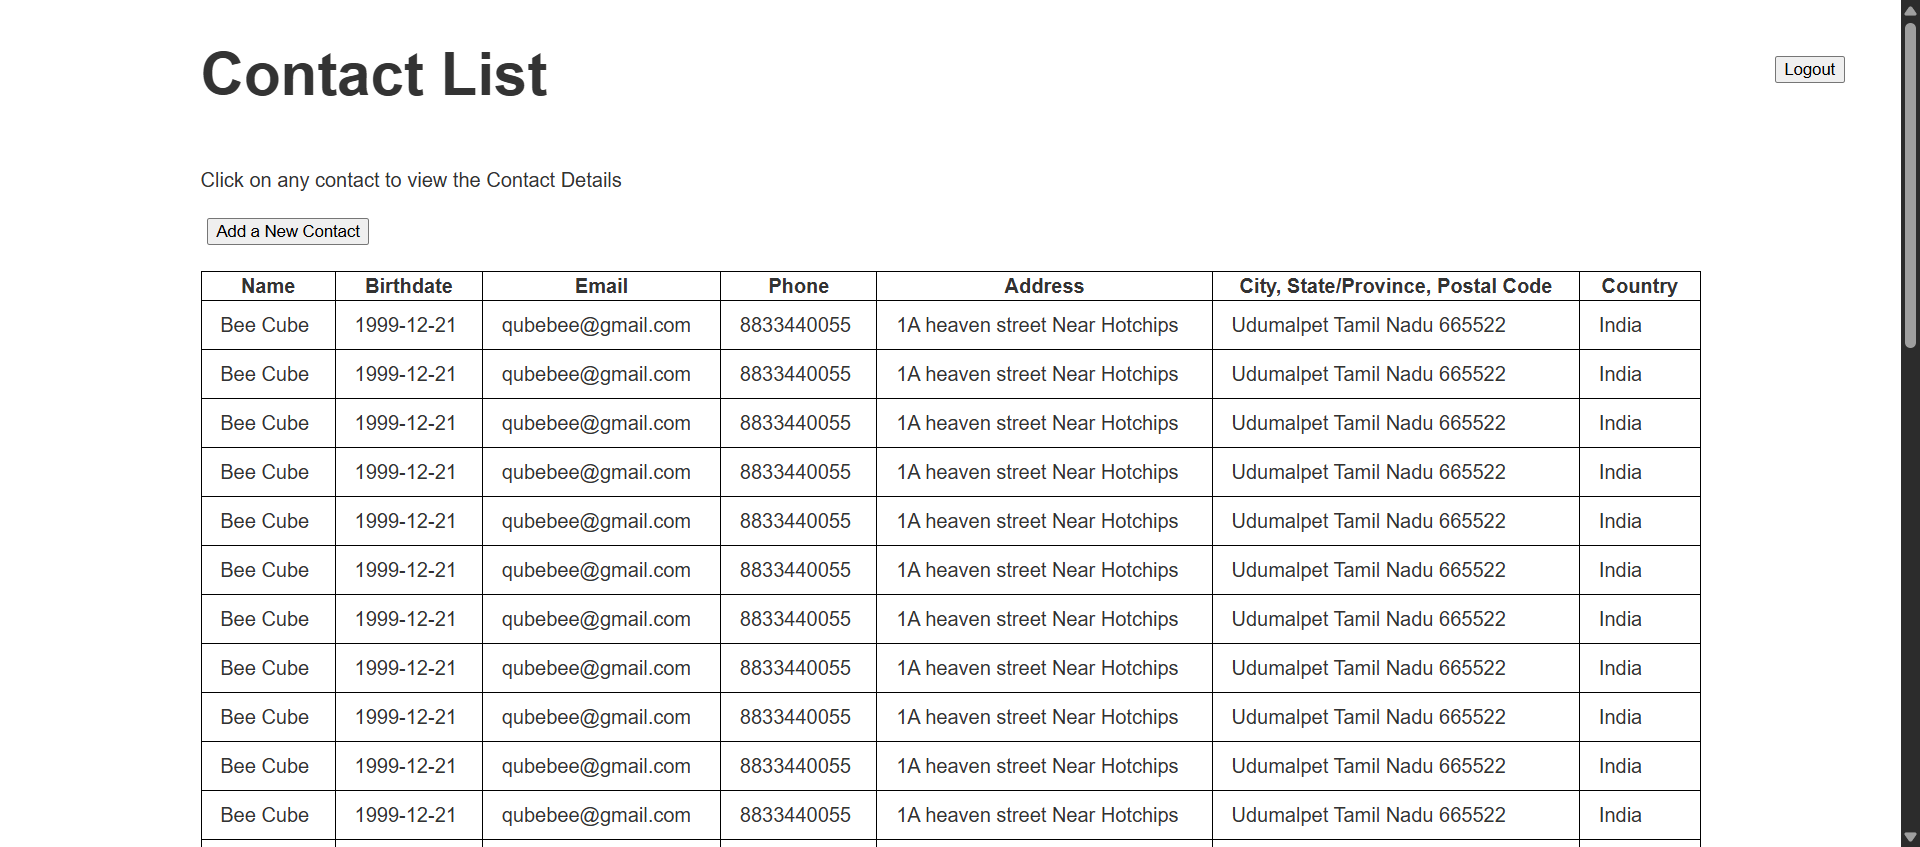 Contact List
Logout
Click on any contact to view the Contact Details
Add a New Contact
Name Birthdate Email Phone Address City, State/Province, Postal Code Country
Bee Cube 1999-12-21 qubebee@gmail.com 8833440055 1A heaven street Near Hotchips Udumalpet Tamil Nadu 665522 India
Bee Cube 1999-12-21 qubebee@gmail.com 8833440055 1A heaven street Near Hotchips Udumalpet Tamil Nadu 665522 India
Bee Cube 1999-12-21 qubebee@gmail.com 8833440055 1A heaven street Near Hotchips Udumalpet Tamil Nadu 665522 India
Bee Cube 1999-12-21 qubebee@gmail.com 8833440055 1A heaven street Near Hotchips Udumalpet Tamil Nadu 665522 India
Bee Cube 1999-12-21 qubebee@gmail.com 8833440055 1A heaven street Near Hotchips Udumalpet Tamil Nadu 665522 India
Bee Cube 1999-12-21 qubebee@gmail.com 8833440055 1A heaven street Near Hotchips Udumalpet Tamil Nadu 665522 India
Bee Cube 1999-12-21 qubebee@gmail.com 8833440055 1A heaven street Near Hotchips Udumalpet Tamil Nadu 665522 India
Bee Cube 1999-12-21 qubebee@gmail.com 8833440055 1A heaven street Near Hotchips Udumalpet Tamil Nadu 665522 India
Bee Cube 1999-12-21 qubebee@gmail.com 8833440055 1A heaven street Near Hotchips Udumalpet Tamil Nadu 665522 India
Bee Cube 1999-12-21 qubebee@gmail.com 8833440055 1A heaven street Near Hotchips Udumalpet Tamil Nadu 665522 India
Bee Cube 1999-12-21 qubebee@gmail.com 8833440055 1A heaven street Near Hotchips Udumalpet Tamil Nadu 665522 India